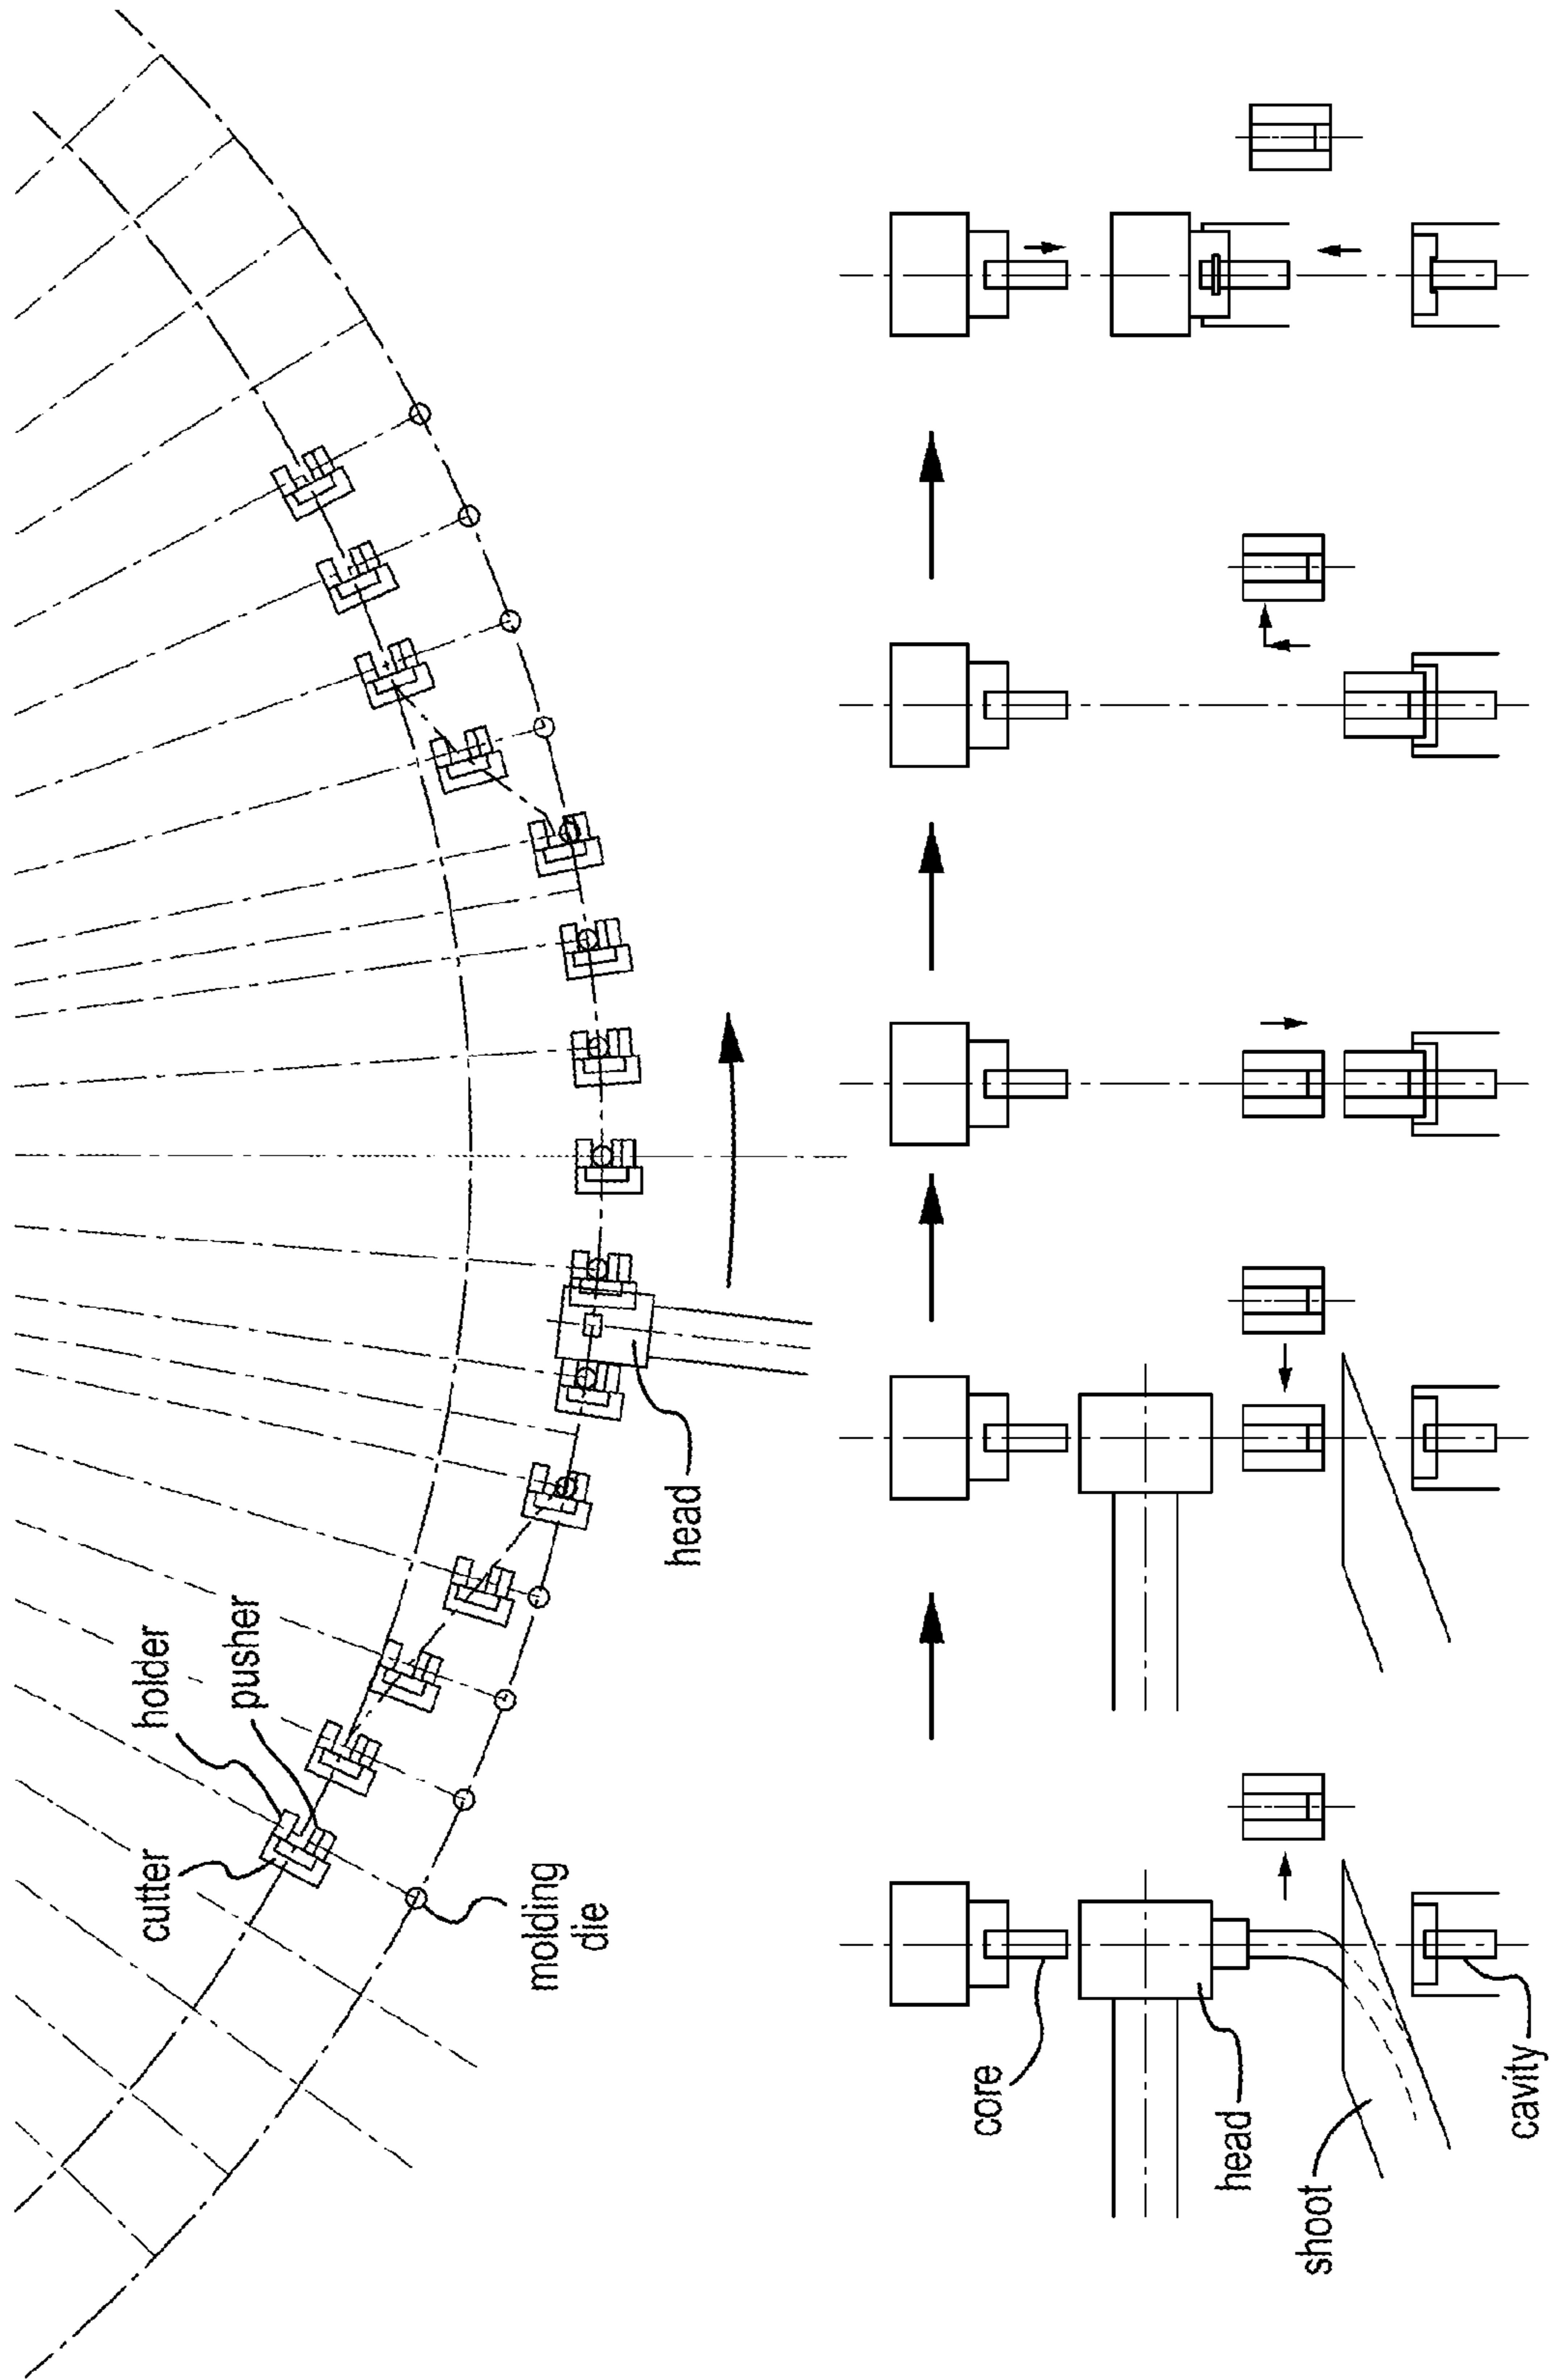 cutter
holder
pusher
molding
die
head
core
head
shoot
cavity